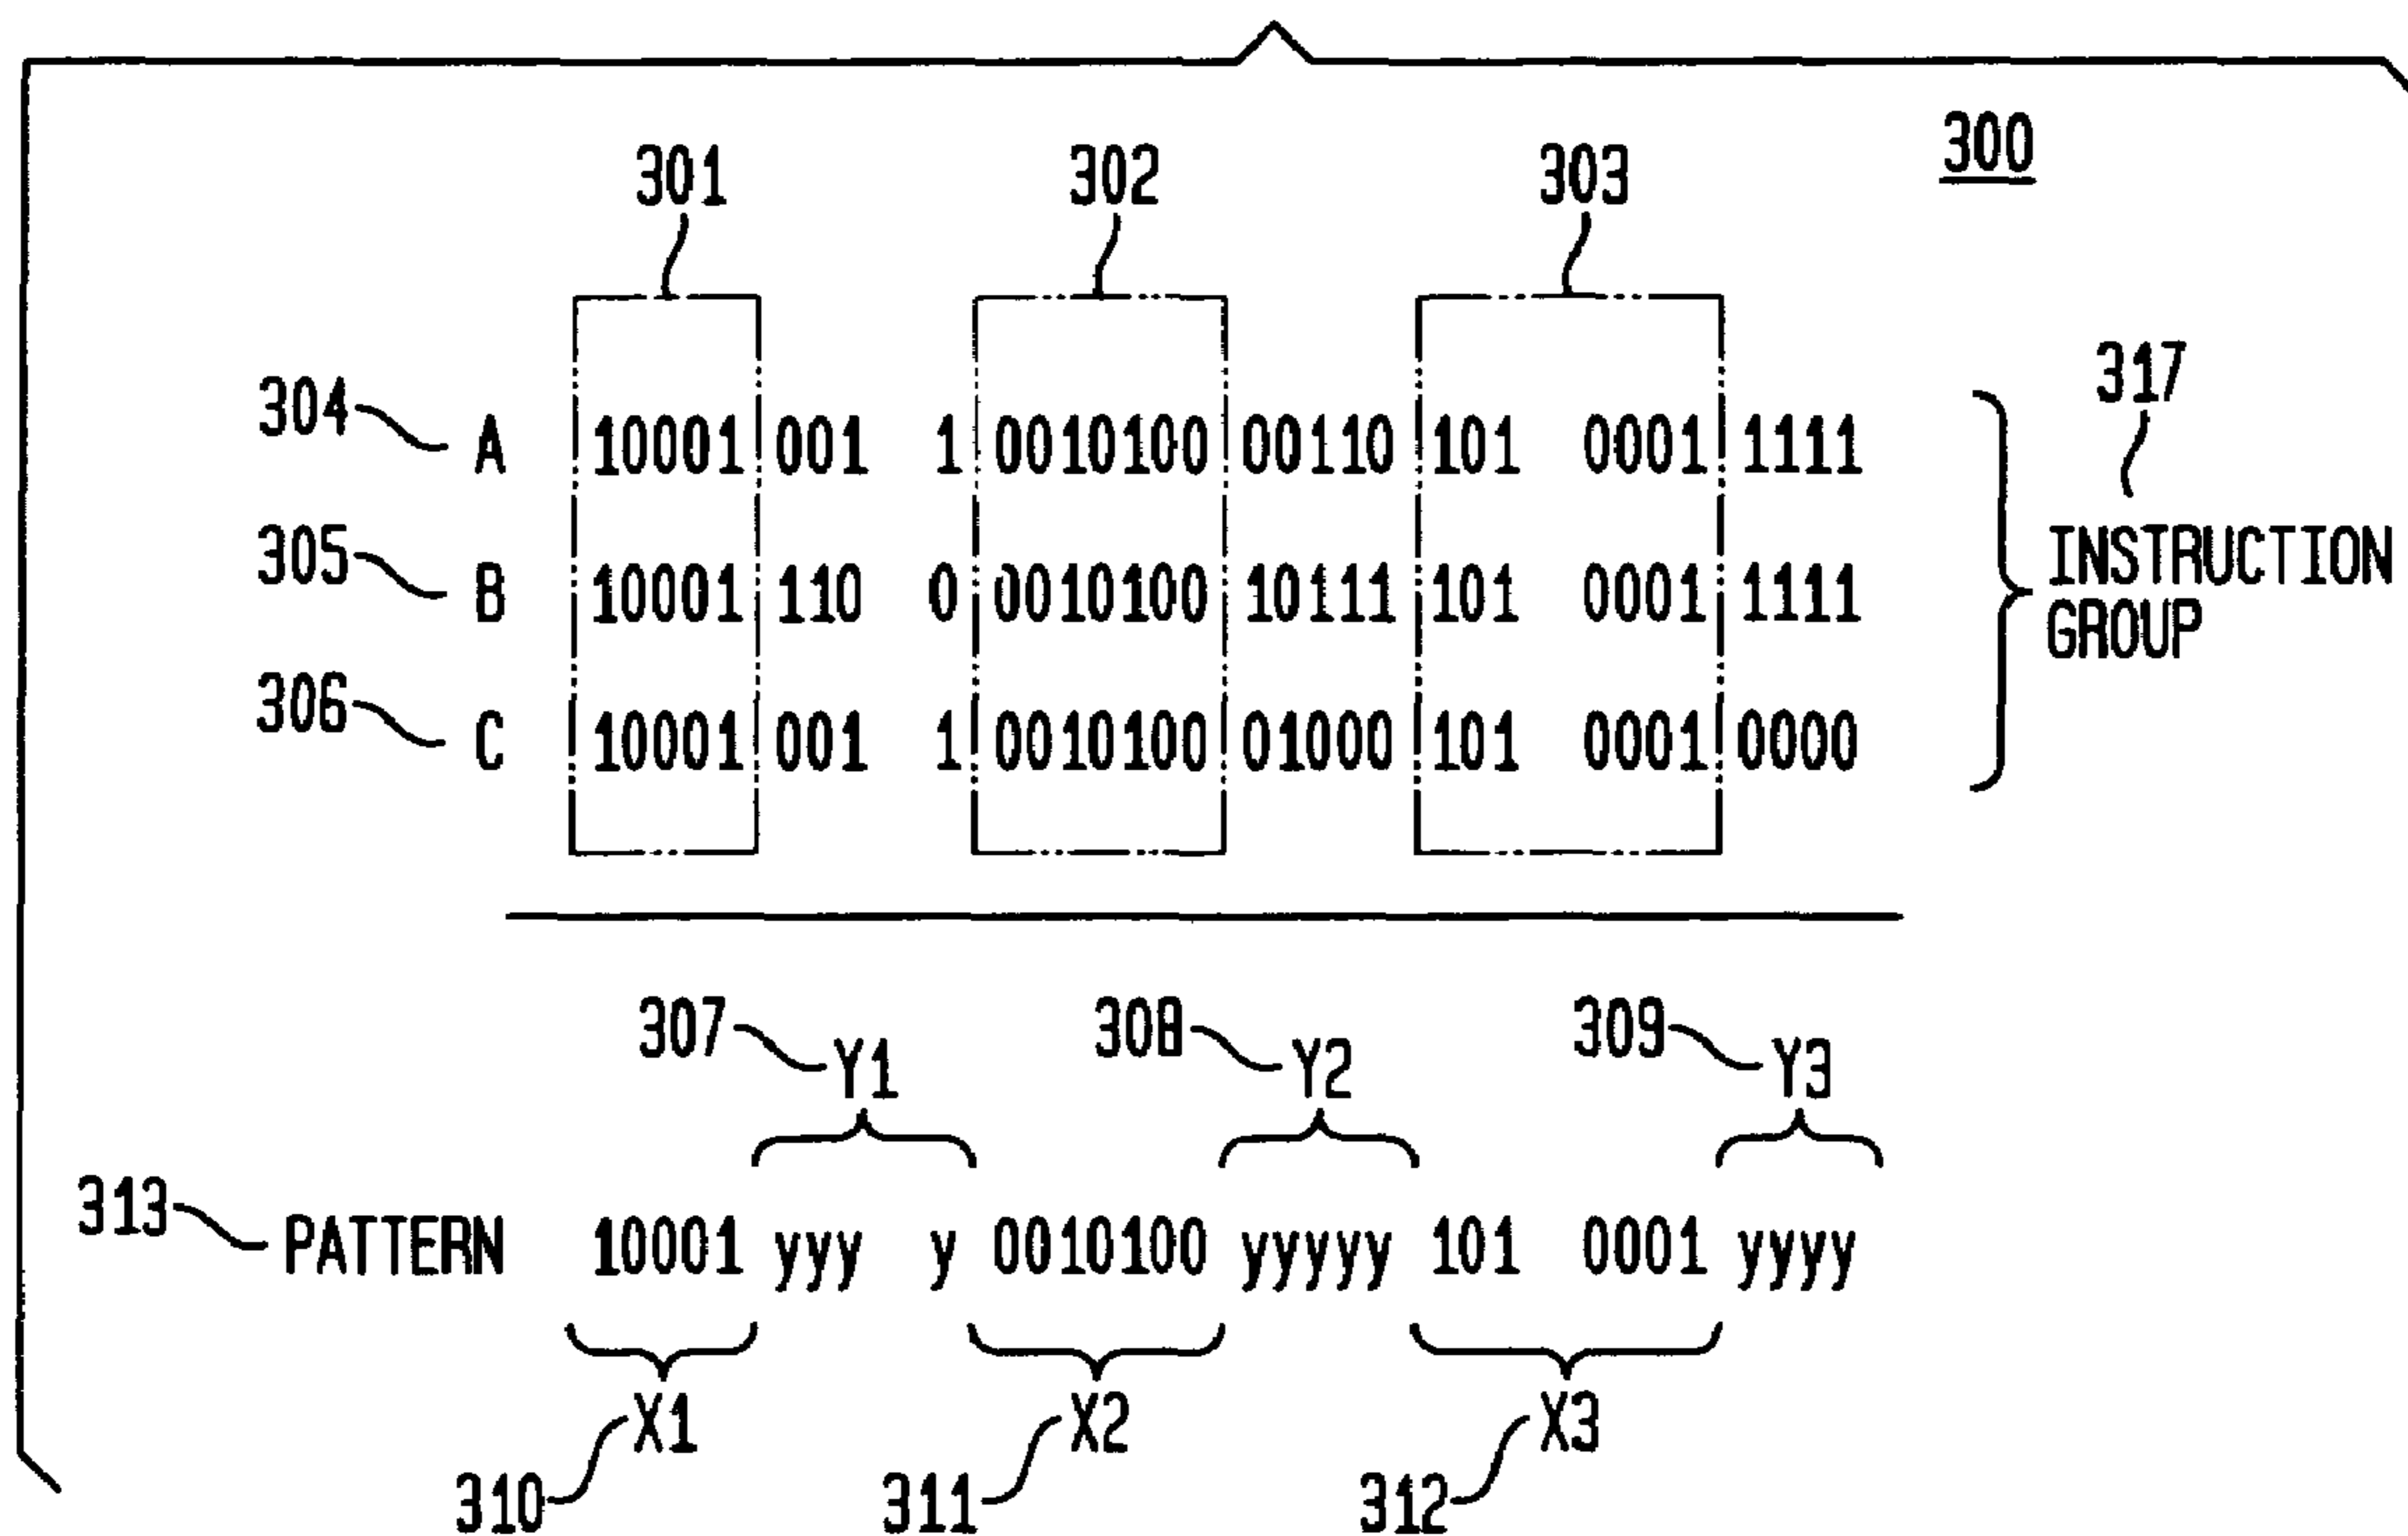 300
301 302 303
304 A 10001 001 1 0010100 00110 101 0001 1111
317
305 B 10001 110 0 0010100 10111 101 0001 1111
INSTRUCTION
GROUP
306 C 10001 001 1 0010100 01000 101 0001 0000
307 Y1 308 Y2 309 Y3
313 PATTERN 10001 yyy y 0010100 yyyyy 101 0001 yyyy
X1 X2 X3
310 311 312